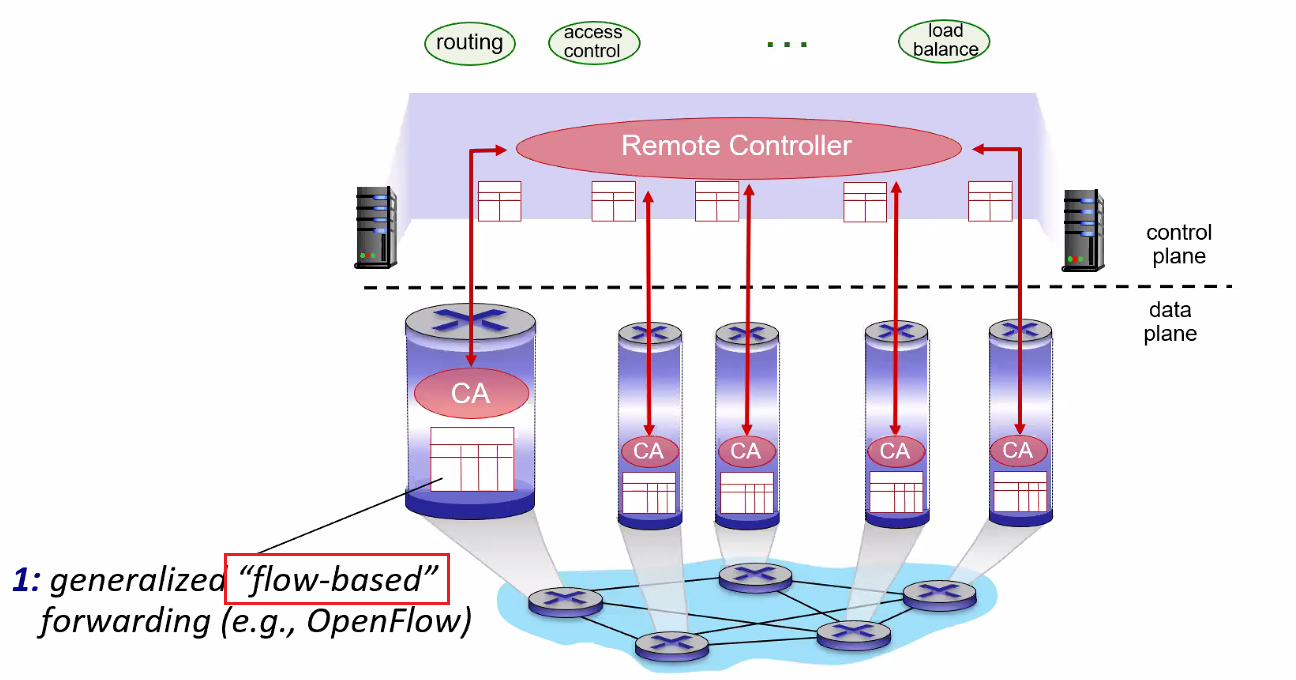 routing
access
control
...
load
balance
Remote Controller
control
plane
data
plane
CA
CA
CA
CA
CA
1: generalized “flow-based”
forwarding (e.g., OpenFlow)